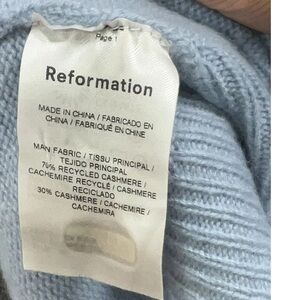 Page 1
Reformation
MADE IN CHINA / FABRICADO EN
CHINA / FABRIQUÉ EN CHINE
MAIN FABRIC / TISSU PRINCIPAL /
TEJIDO PRINCIPAL
70% RECYCLED CASHMERE /
CACHEMIRE RECYCLÉ / CASHMERE
RECICLADO
30% CASHMERE / CACHEMIRE /
CACHEMIRA